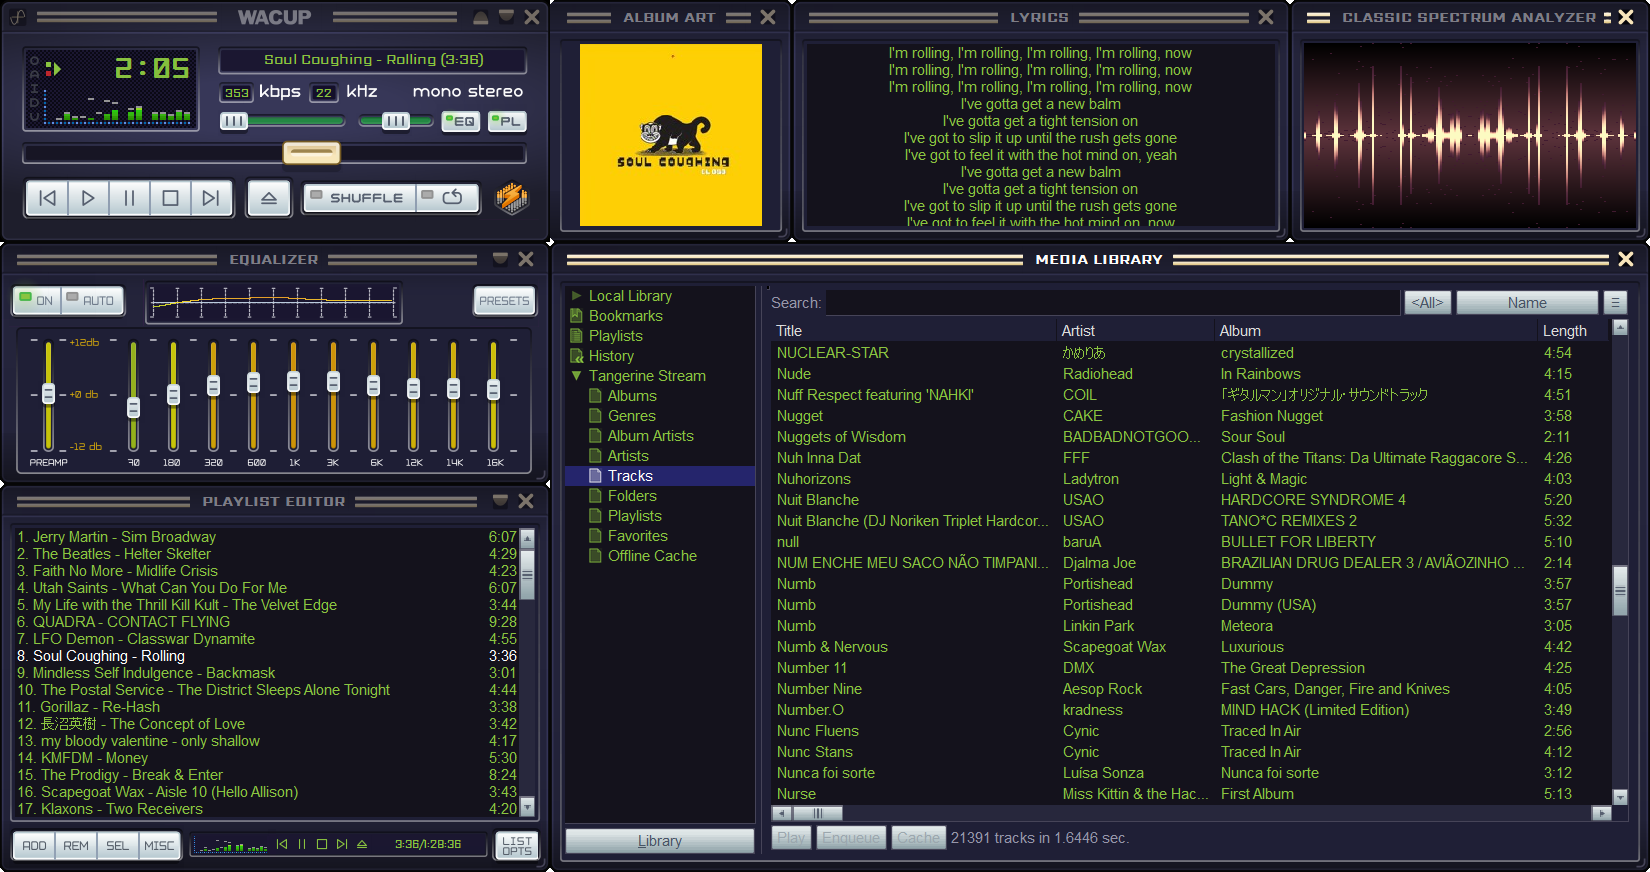 WACUP
O
A
I
D
U
2:05
Soul Coughing - Rolling (3:36)
353 kbps 22 kHz mono stereo
EQ PL
SHUFFLE
ALBUM ART
SOUL COUGHING
LYRICS
I'm rolling, I'm rolling, I'm rolling, I'm rolling, now
I'm rolling, I'm rolling, I'm rolling, I'm rolling, now
I'm rolling, I'm rolling, I'm rolling, I'm rolling, now
I've gotta get a new balm
I've gotta get a tight tension on
I've got to slip it up until the rush gets gone
I've got to feel it with the hot mind on, yeah
I've gotta get a new balm
I've gotta get a tight tension on
I've got to slip it up until the rush gets gone
I've got to feel it with the hot mind on, now
CLASSIC SPECTRUM ANALYZER
EQUALIZER
ON AUTO PRESETS
+12db
+0 db
-12 db
PREAMP 70 180 320 600 1K 3K 6K 12K 14K 16K
PLAYLIST EDITOR
1. Jerry Martin - Sim Broadway 6:07
2. The Beatles - Helter Skelter 4:29
3. Faith No More - Midlife Crisis 4:23
4. Utah Saints - What Can You Do For Me 6:07
5. My Life with the Thrill Kill Kult - The Velvet Edge 3:44
6. QUADRA - CONTACT FLYING 9:28
7. LFO Demon - Classwar Dynamite 4:55
8. Soul Coughing - Rolling 3:36
9. Mindless Self Indulgence - Backmask 3:01
10. The Postal Service - The District Sleeps Alone Tonight 4:44
11. Gorillaz - Re-Hash 3:38
12. 長沼英樹 - The Concept of Love 3:42
13. my bloody valentine - only shallow 4:17
14. KMFDM - Money 5:30
15. The Prodigy - Break & Enter 8:24
16. Scapegoat Wax - Aisle 10 (Hello Allison) 3:43
17. Klaxons - Two Receivers 4:20
ADD REM SEL MISC 3:36/1:28:36 LIST OPTS
MEDIA LIBRARY
Local Library
Bookmarks
Playlists
History
Tangerine Stream
Albums
Genres
Album Artists
Artists
Tracks
Folders
Playlists
Favorites
Offline Cache
Library
Search: <All> Name
Title Artist Album Length
NUCLEAR-STAR かめりあ crystallized 4:54
Nude Radiohead In Rainbows 4:15
Nuff Respect featuring 'NAHKI' COIL 「ギタルマン」オリジナル・サウンドトラック 4:51
Nugget CAKE Fashion Nugget 3:58
Nuggets of Wisdom BADBADNOTGOO... Sour Soul 2:11
Nuh Inna Dat FFF Clash of the Titans: Da Ultimate Raggacore S... 4:26
Nuhorizons Ladytron Light & Magic 4:03
Nuit Blanche USAO HARDCORE SYNDROME 4 5:20
Nuit Blanche (DJ Noriken Triplet Hardcor... USAO TANO*C REMIXES 2 5:32
null baruA BULLET FOR LIBERTY 5:10
NUM ENCHE MEU SACO NÃO TIMPANI... Djalma Joe BRAZILIAN DRUG DEALER 3 / AVIÃOZINHO ... 2:14
Numb Portishead Dummy 3:57
Numb Portishead Dummy (USA) 3:57
Numb Linkin Park Meteora 3:05
Numb & Nervous Scapegoat Wax Luxurious 4:42
Number 11 DMX The Great Depression 4:25
Number Nine Aesop Rock Fast Cars, Danger, Fire and Knives 4:05
Number.O kradness MIND HACK (Limited Edition) 3:49
Nunc Fluens Cynic Traced In Air 2:56
Nunc Stans Cynic Traced In Air 4:12
Nunca foi sorte Luísa Sonza Nunca foi sorte 3:12
Nurse Miss Kittin & the Hac... First Album 5:13
Play Enqueue Cache 21391 tracks in 1.6446 sec.